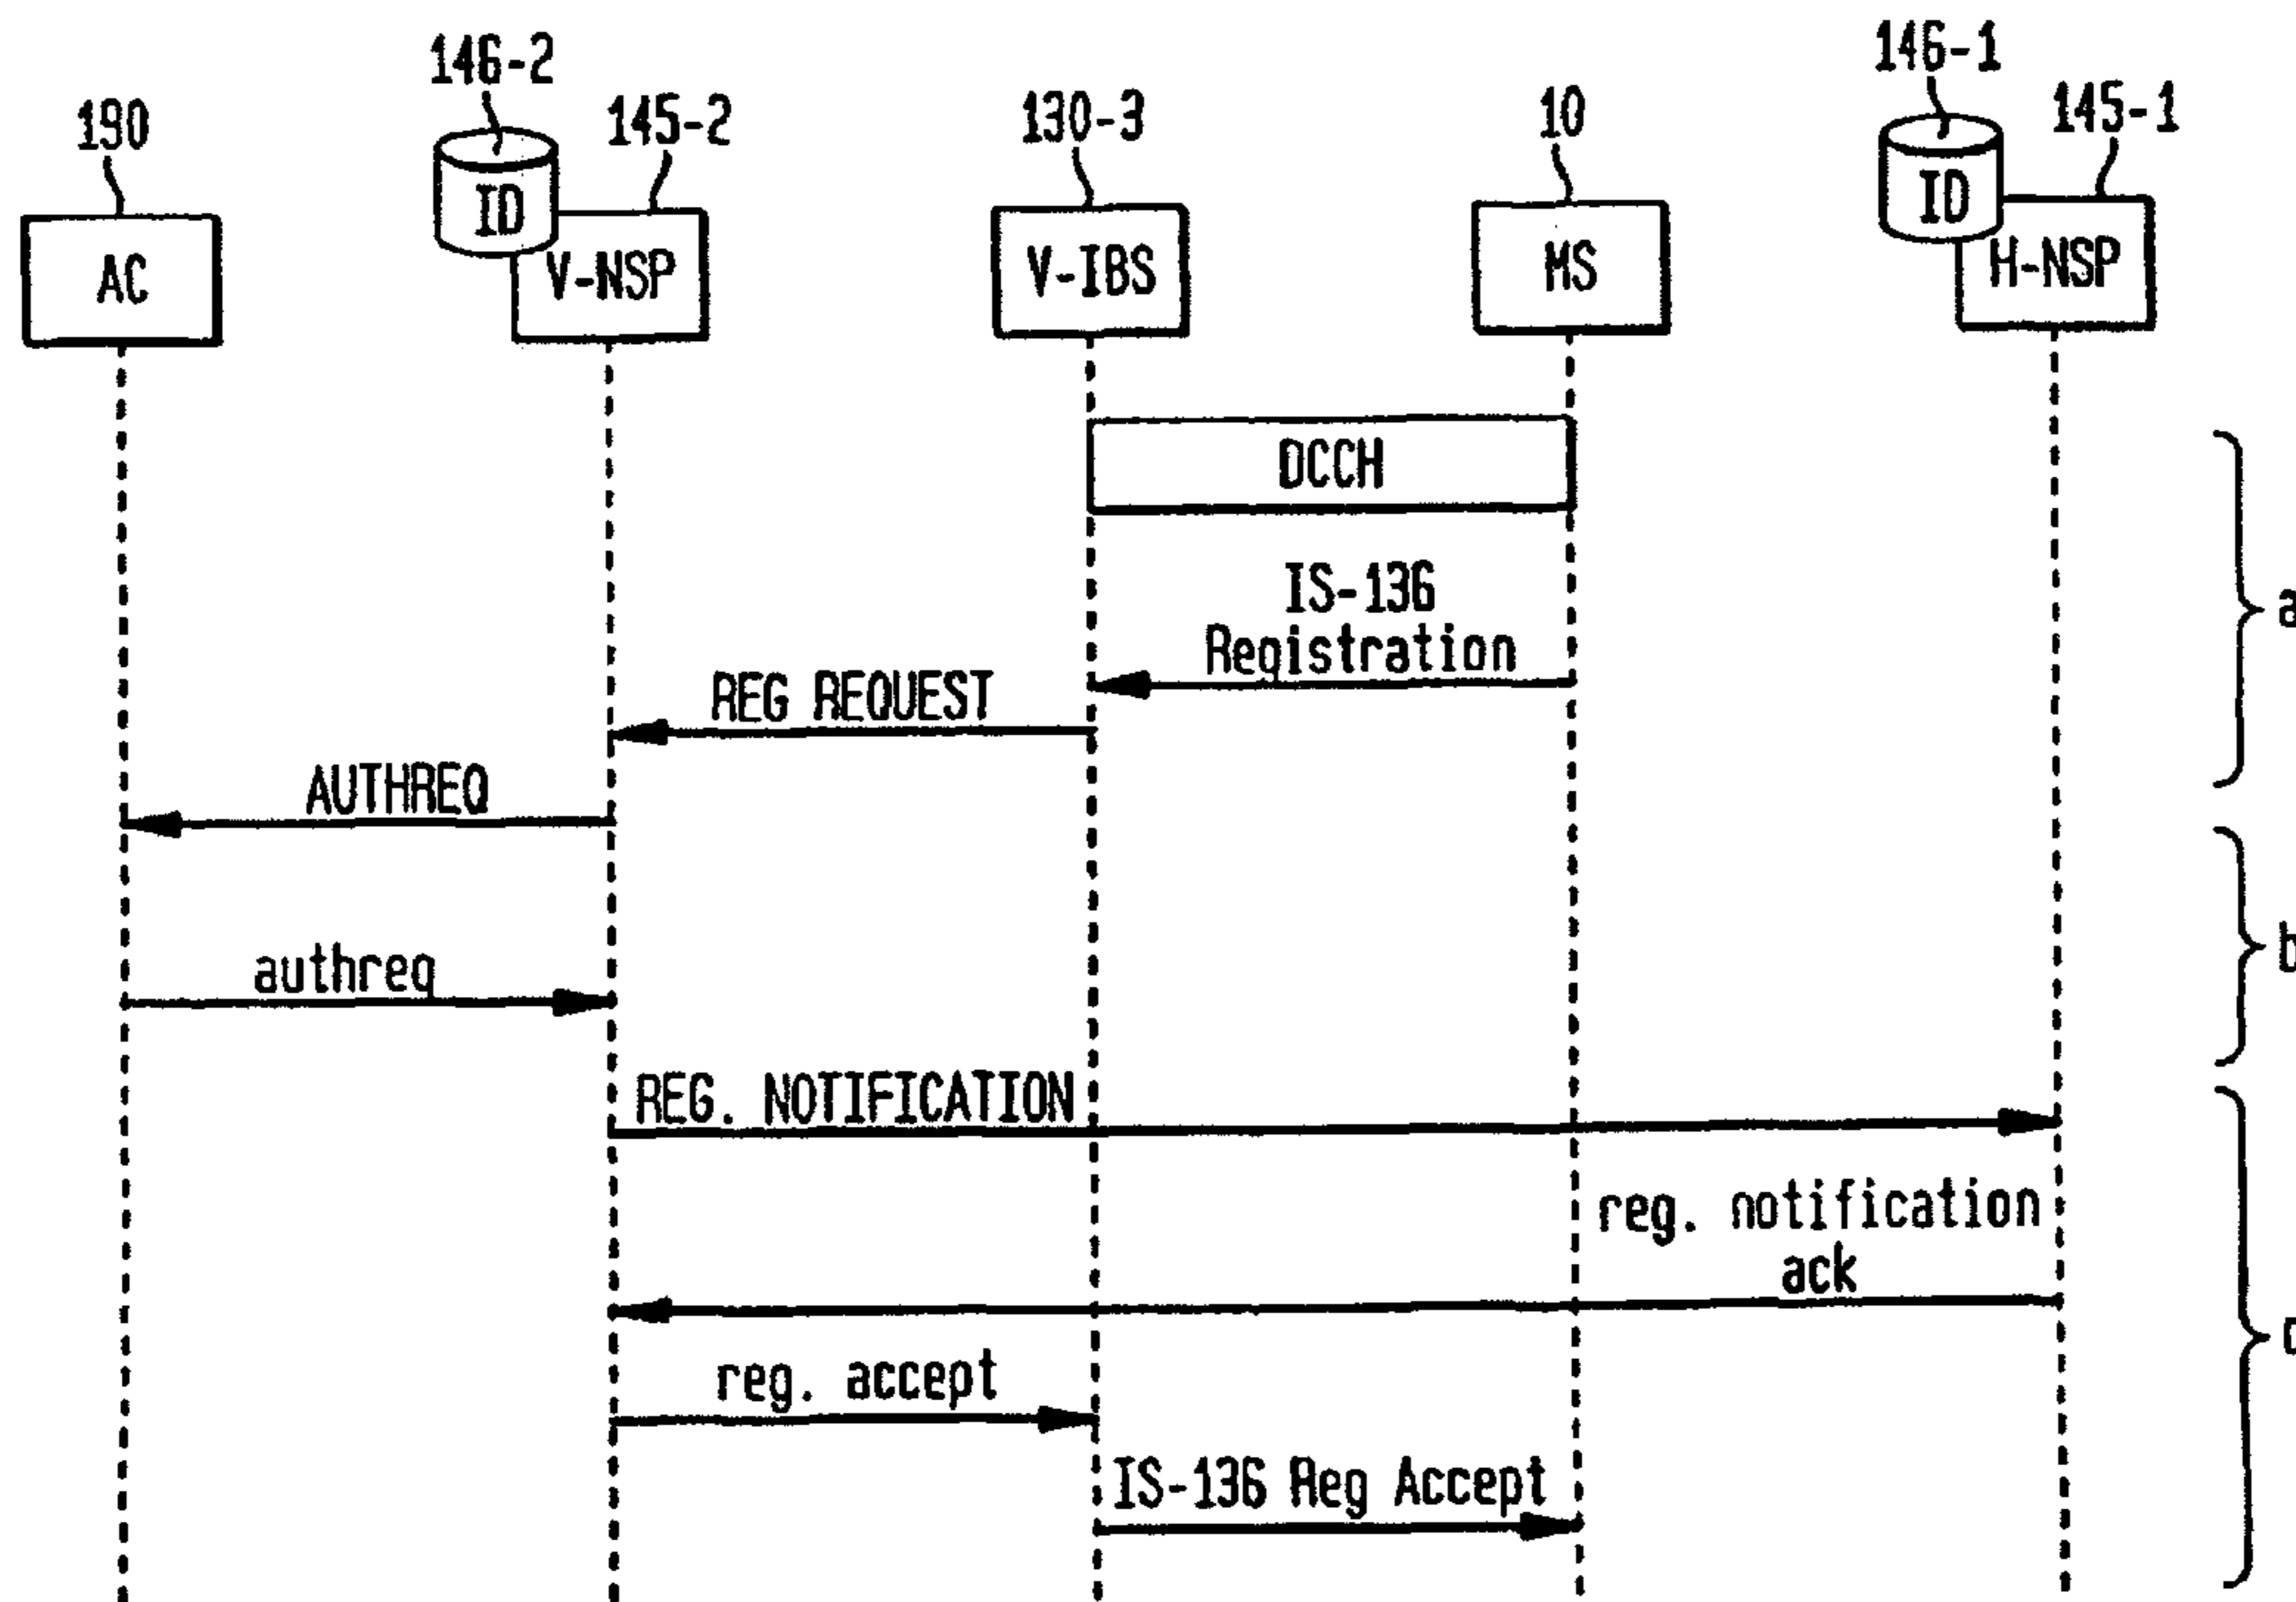 146-2
146-1
190
145-2
130-3
10
145-1
ID
ID
AC
V-NSP
V-IBS
MS
H-NSP
DCCH
IS-136
Registration
a
REG REQUEST
AUTHREQ
b
authreq
REG. NOTIFICATION
reg. notification
ack
reg. accept
IS-136 Reg Accept